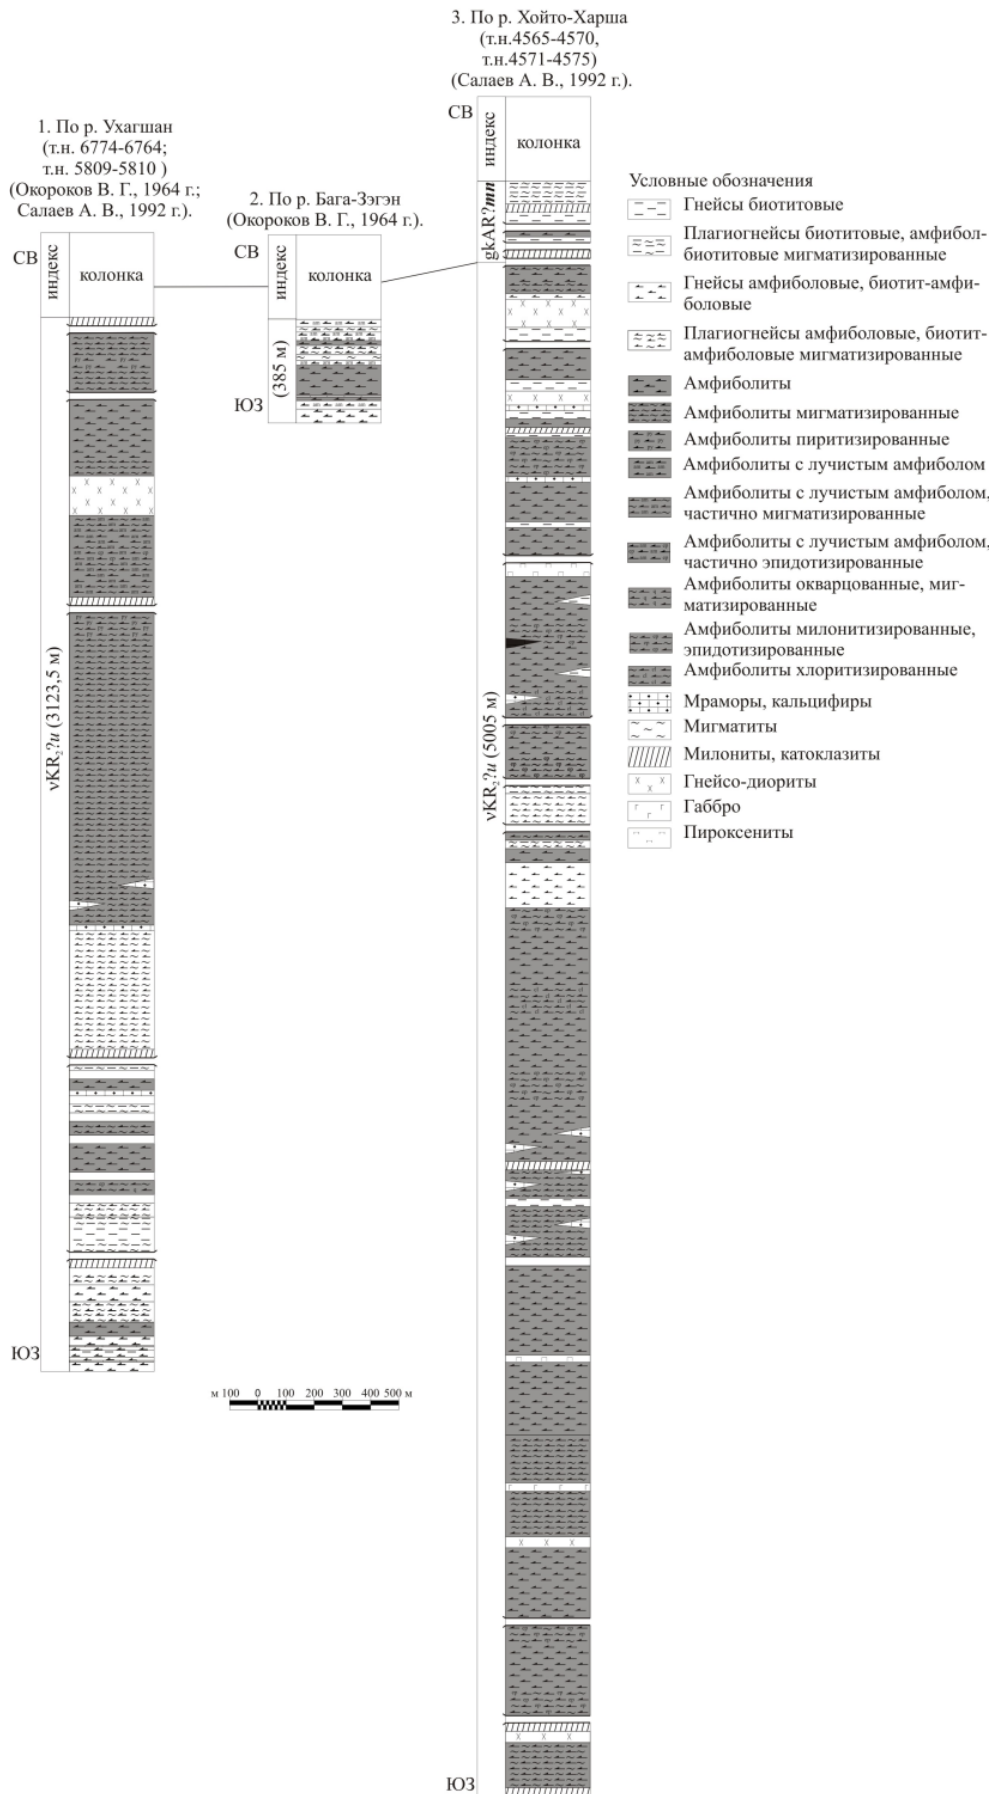 3. По р. Хойто-Харша
(т.н.4565-4570,
т.н.4571-4575)
(Салаев А. В., 1992 г.).
СВ
индекс
колонка
1. По р. Ухагшан
(т.н. 6774-6764;
т.н. 5809-5810 )
(Окороков В. Г., 1964 г.;
Салаев А. В., 1992 г.).
СВ
индекс
колонка
2. По р. Бага-Зэгэн
(Окороков В. Г., 1964 г.).
СВ
индекс
колонка
gkAR?тп
(385 м)
ЮЗ
νKR₂?u (3123,5 м)
νKR₂?u (5005 м)
ЮЗ
м 100 0 100 200 300 400 500 м
ЮЗ
Условные обозначения
Гнейсы биотитовые
Плагиогнейсы биотитовые, амфибол-
биотитовые мигматизированные
Гнейсы амфиболовые, биотит-амфи-
боловые
Плагиогнейсы амфиболовые, биотит-
амфиболовые мигматизированные
Амфиболиты
Амфиболиты мигматизированные
Амфиболиты пиритизированные
Амфиболиты с лучистым амфиболом
Амфиболиты с лучистым амфиболом,
частично мигматизированные
Амфиболиты с лучистым амфиболом,
частично эпидотизированные
Амфиболиты окварцованные, миг-
матизированные
Амфиболиты милонитизированные,
эпидотизированные
Амфиболиты хлоритизированные
Мраморы, кальцифиры
Мигматиты
Милониты, катоклазиты
Гнейсо-диориты
Габбро
Пироксениты